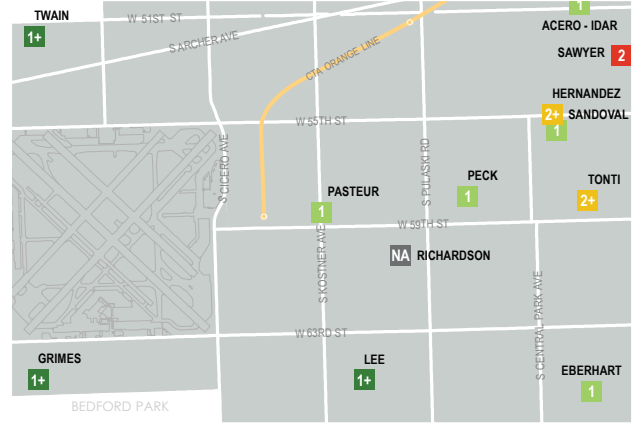 TWAIN
1+
W 51ST ST
S ARCHER AVE
CTA ORANGE LINE
1
ACERO - IDAR
SAWYER 2
HERNANDEZ
2+ SANDOVAL
1
W 55TH ST
S CICERO AVE
S PULASKI RD
PASTEUR
1
PECK
1
TONTI
2+
W 59TH ST
S KOSTNER AVE
NA RICHARDSON
S CENTRAL PARK AVE
W 63RD ST
GRIMES
1+
LEE
1+
EBERHART
1
BEDFORD PARK